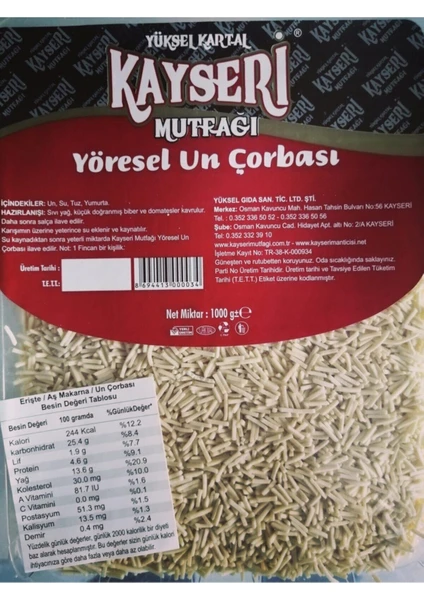 YÜKSEL KARTAL
KAYSERİ
MUTFAĞI
Yöresel Un Çorbası
İÇİNDEKİLER: Un, Su, Tuz, Yumurta
HAZIRLANIŞI: Sıvı yağ, küçük doğranmış biber ve domatesler kavrulur.
Daha sonra salça ilave edilir.
Karışımın üzerine yeterince su eklenir ve kaynatılır.
Su kaynadıktan sonra yeterli miktarda Kayseri Mutfağı Yöresel Un
Çorbası ilave edilir. Not: 1 Fincan bir kişilik.
Üretim Tarihi :
T.E.T.T.:
8 694413 000034
YÜKSEL GIDA SAN. TİC. LTD. ŞTİ.
Merkez: Osman Kavuncu Mah. Hasan Tahsin Bulvarı No:56 KAYSERİ
Tel. : 0.352 336 50 52 - 0.352 336 50 56
Şube: Osman Kavuncu Cad. Hidayet Apt. altı No: 2/A KAYSERİ
Tel: 0.352 332 39 10
www.kayserimutfagi.com.tr - www.kayserimantisi.net
İşletme Kayıt No: TR-38-K-000934
Güneşten ve rutubetten koruyunuz. Oda sıcaklığında saklayınız.
Parti No Üretim Tarihidir. Üretim tarihi ve Tavsiye Edilen Tüketim
Tarihi (T.E.T.T.) Etiket üzerine kodlanmıştır.
Net Miktar : 1000 g±℮
Erişte / Aş Makarna / Un Çorbası
Besin Değeri Tablosu
Besin Değeri 100 gramda %GünlükDeğer*
Kalori 244 Kcal %12.2
karbonhidrat 25.4 g %8.4
Lif 1.9 g %7.7
Protein 4.6 g %9.1
Yağ 13.6 g %20.9
Kolesterol 30.0 mg %10.0
A Vitamini 81.7 IU %1.6
C Vitamini 0.0 mg %0.1
Potasyum 51.3 mg %1.5
Kalisyum 13.5 mg %1.3
Demir 0.4 mg %2.4
Yüzdelik günlük değerler, günlük 2000 kalorilik bir diyeti
baz alarak hesaplanmıştır. Bu değerler sizin günlük kalori
ihtiyacınıza göre daha fazla veya daha az olabilir